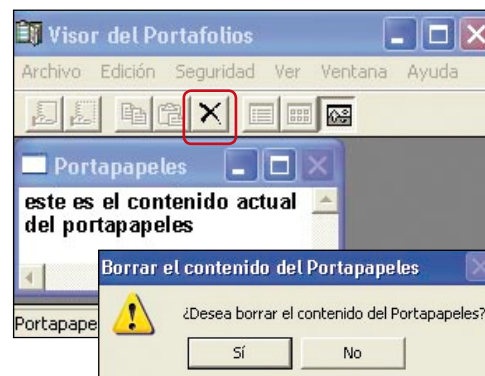 Visor del Portafolios
Archivo Edición Seguridad Ver Ventana Ayuda
Portapapeles
este es el contenido actual
del portapapeles
Borrar el contenido del Portapapeles
Portapape
¿Desea borrar el contenido del Portapapeles?
Sí No